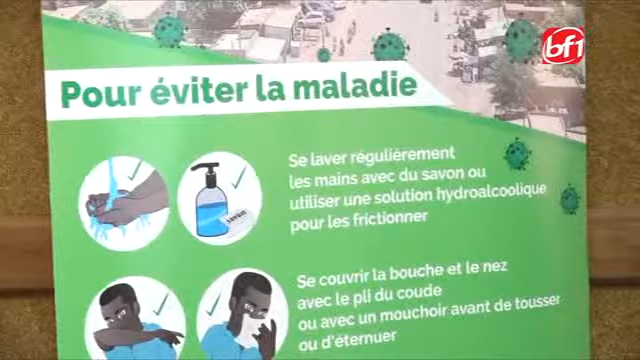 bf1
Pour éviter la maladie
Se laver régulièrement
les mains avec du savon ou
utiliser une solution hydroalcoolique
pour les frictionner
SAVON
Se couvrir la bouche et le nez
avec le pli du coude
ou avec un mouchoir avant de tousser
ou d'éternuer